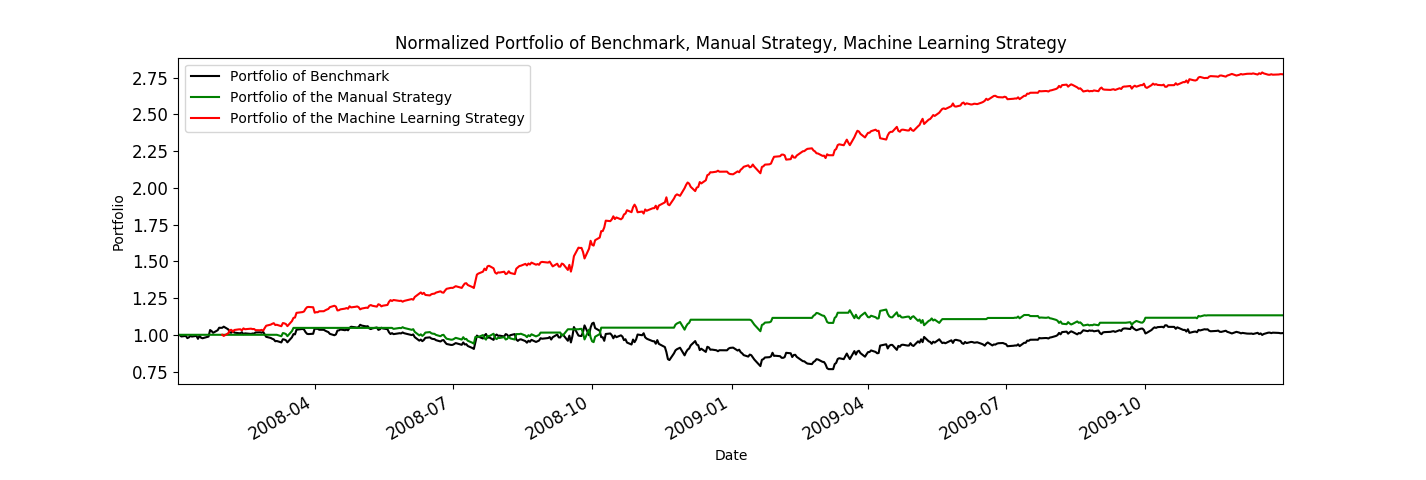 Normalized Portfolio of Benchmark, Manual Strategy, Machine Learning Strategy
Portfolio of Benchmark
Portfolio of the Manual Strategy
Portfolio of the Machine Learning Strategy
2.75
2.50
2.25
2.00
1.75
1.50
1.25
1.00
0.75
Portfolio
2008-04
2008-07
2008-10
2009-01
2009-04
2009-07
2009-10
Date